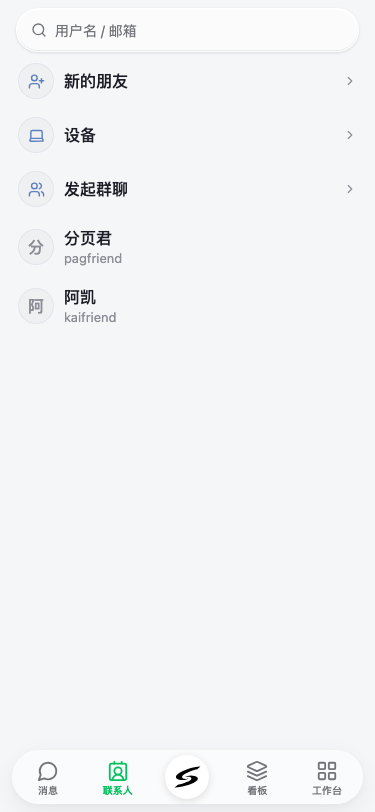 用户名 / 邮箱
新的朋友
设备
发起群聊
分
分页君
pagfriend
阿
阿凯
kaifriend
消息
联系人
看板
工作台